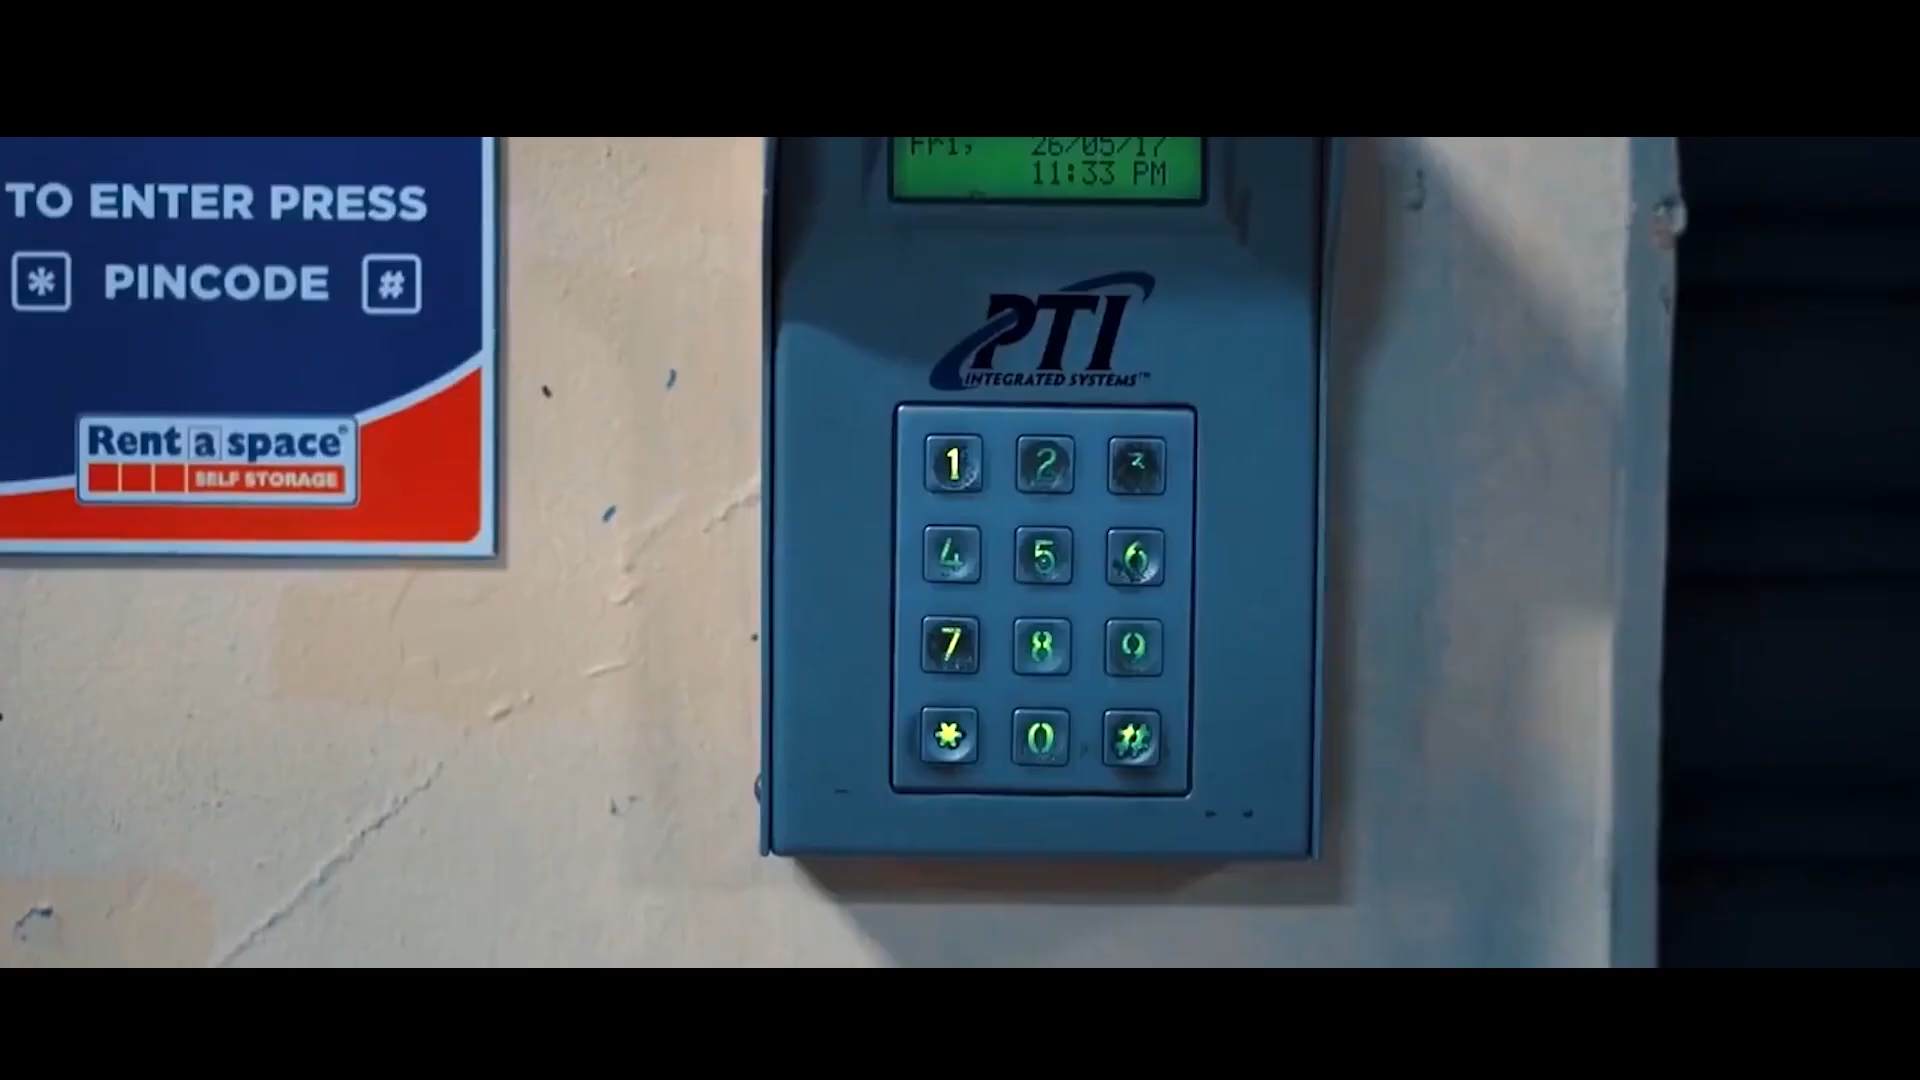 TO ENTER PRESS
* PINCODE #
Rent a space®
SELF STORAGE
Fri, 26/05/17
11:33 PM
PTI
INTEGRATED SYSTEMS™
1 2 3
4 5 6
7 8 9
* 0 #